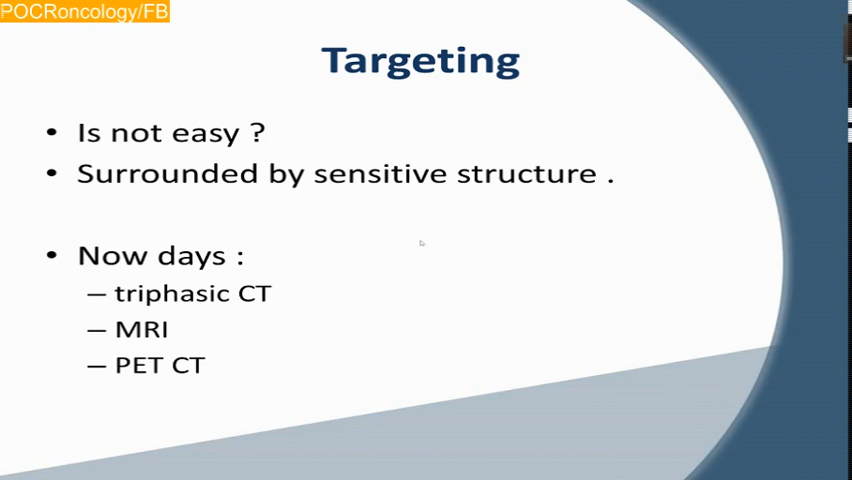 POCRoncology/FB
Targeting
• Is not easy ?
• Surrounded by sensitive structure .
• Now days :
– triphasic CT
– MRI
– PET CT